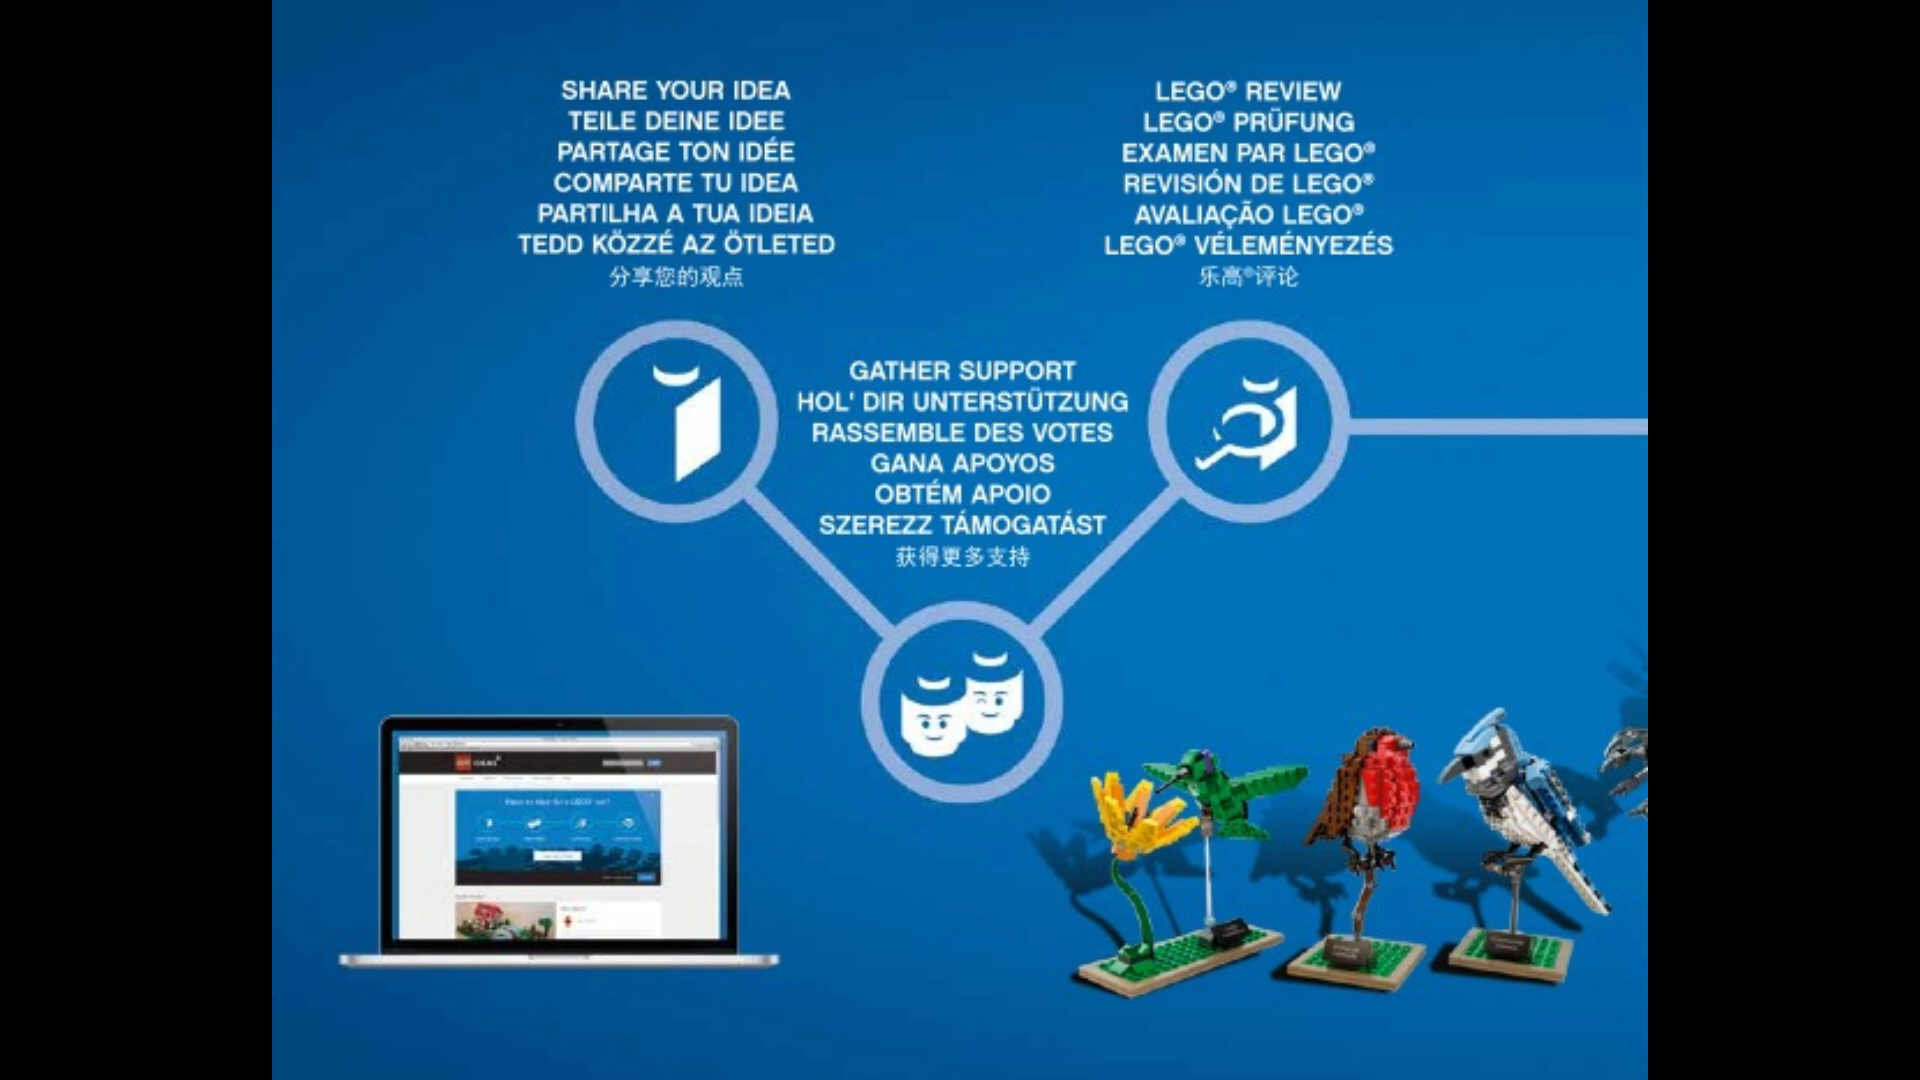 SHARE YOUR IDEA
TEILE DEINE IDEE
PARTAGE TON IDÉE
COMPARTE TU IDEA
PARTILHA A TUA IDEIA
TEDD KÖZZÉ AZ ÖTLETED
分享您的观点
LEGO® REVIEW
LEGO® PRÜFUNG
EXAMEN PAR LEGO®
REVISIÓN DE LEGO®
AVALIAÇÃO LEGO®
LEGO® VÉLEMÉNYEZÉS
乐高®评论
GATHER SUPPORT
HOL' DIR UNTERSTÜTZUNG
RASSEMBLE DES VOTES
GANA APOYOS
OBTÉM APOIO
SZEREZZ TÁMOGATÁST
获得更多支持